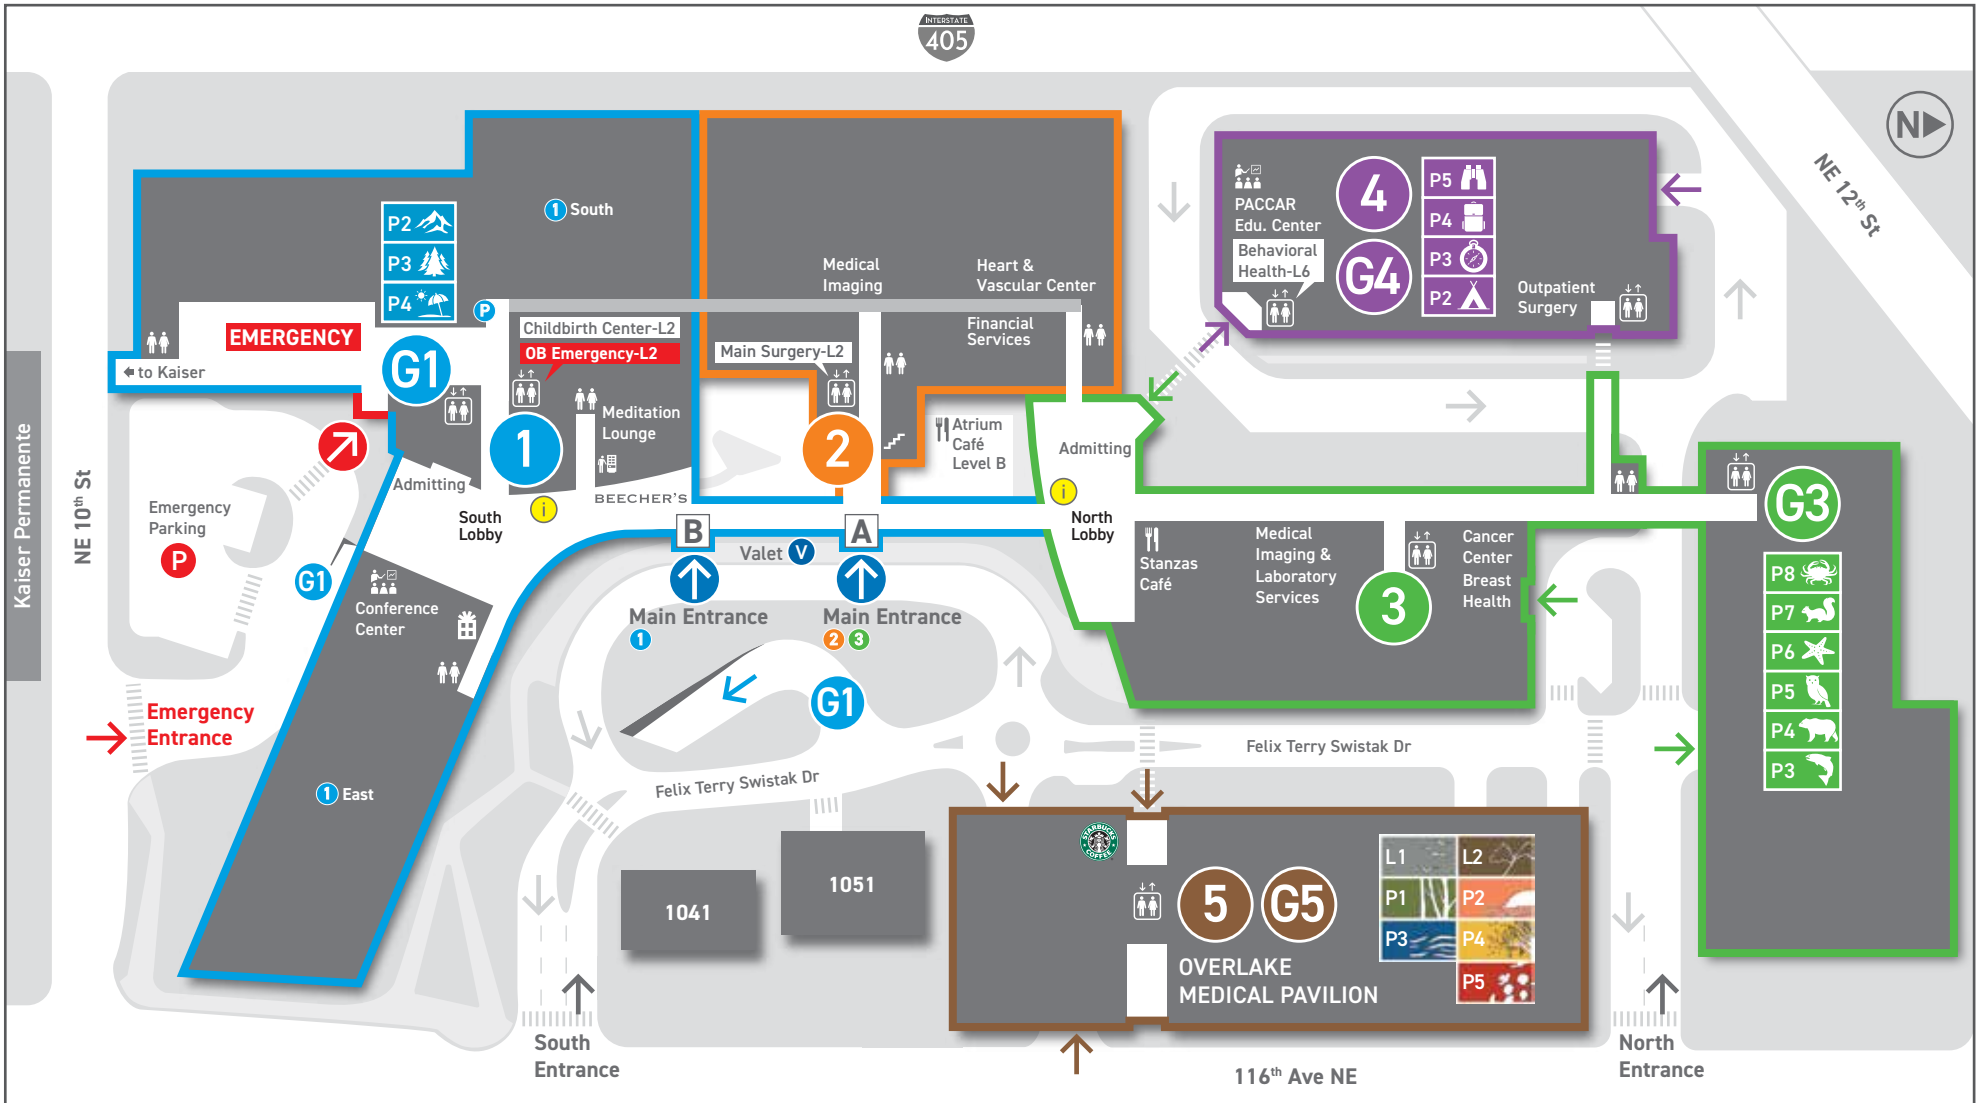 INTERSTATE
405
N
NE 12th St
Kaiser Permanente
NE 10th St
1 South
P2
P3
P4
P
EMERGENCY
G1
to Kaiser
Childbirth Center-L2
OB Emergency-L2
1
Meditation
Lounge
Admitting
South
Lobby
i
BEECHER'S
Medical
Imaging
Heart &
Vascular Center
Financial
Services
Main Surgery-L2
2
Atrium
Café
Level B
Admitting
i
North
Lobby
PACCAR
Edu. Center
Behavioral
Health-L6
4
G4
P5
P4
P3
P2
Outpatient
Surgery
Emergency
Parking
P
G1
Conference
Center
Emergency
Entrance
1 East
B
A
Valet V
Main Entrance
1
Main Entrance
2 3
G1
Stanzas
Café
Medical
Imaging &
Laboratory
Services
3
Cancer
Center
Breast
Health
G3
P8
P7
P6
P5
P4
P3
Felix Terry Swistak Dr
Felix Terry Swistak Dr
1041
1051
STARBUCKS
COFFEE
5
G5
OVERLAKE
MEDICAL PAVILION
L1
L2
P1
P2
P3
P4
P5
South
Entrance
North
Entrance
116th Ave NE